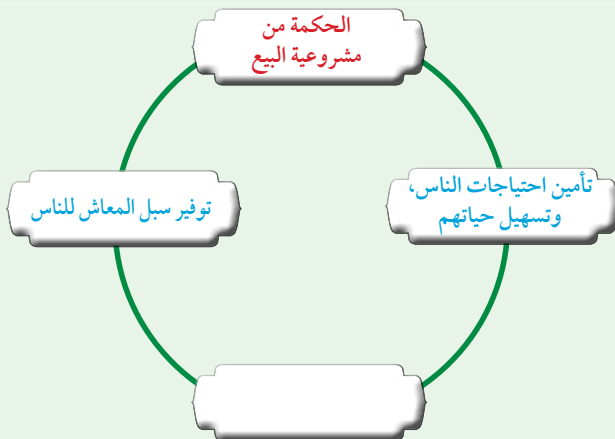 الحكمة من
مشروعية البيع
تأمين احتياجات الناس،
وتسهيل حياتهم
توفير سبل المعاش للناس